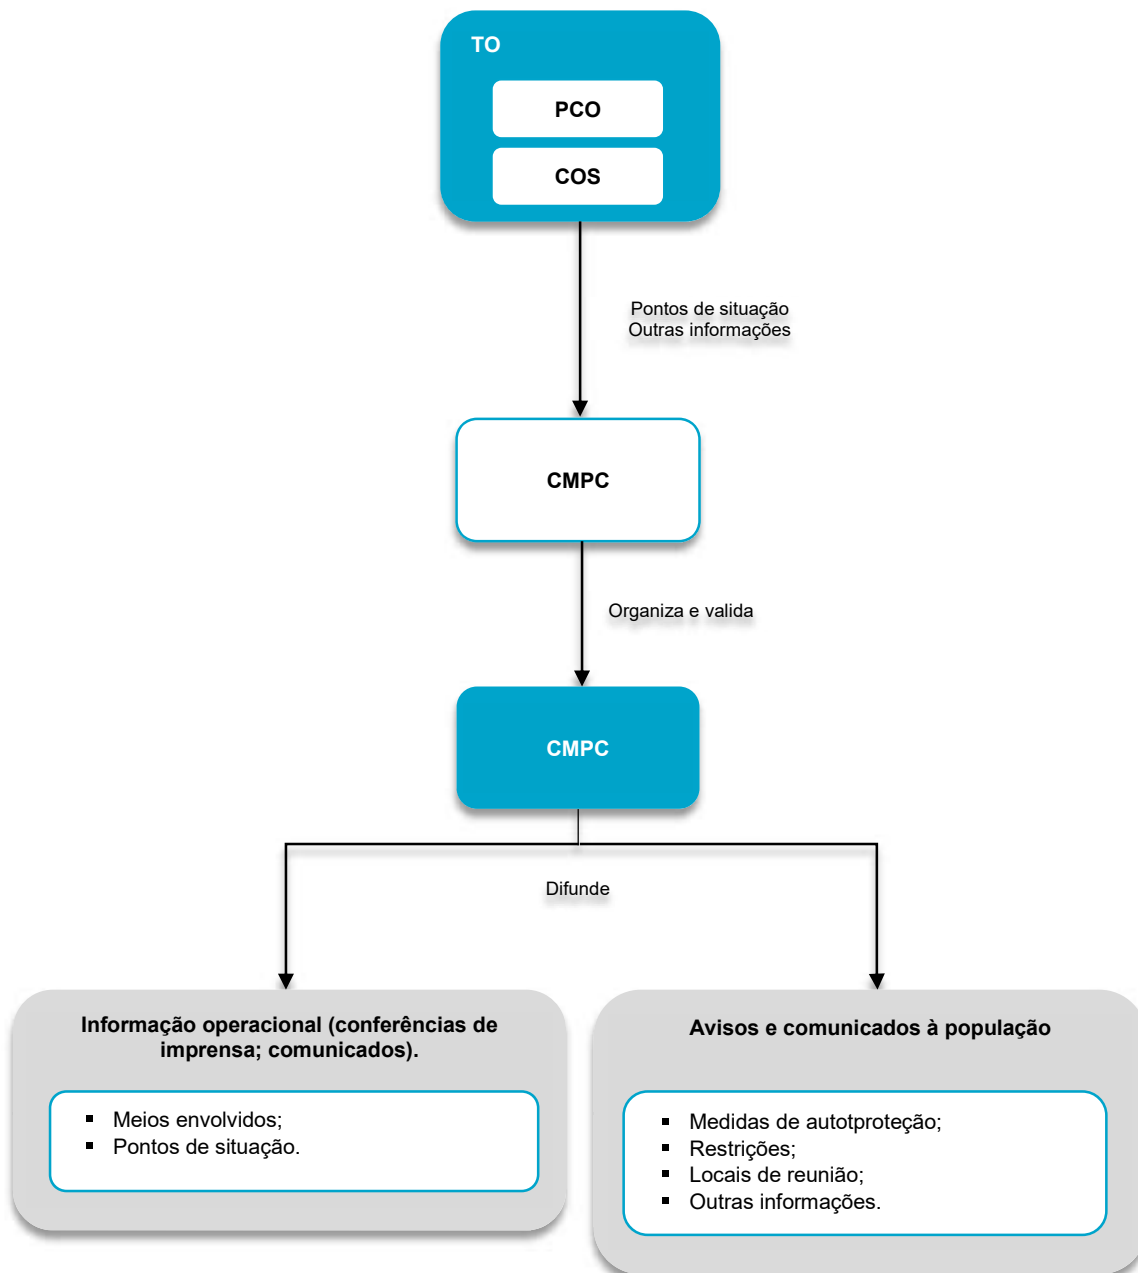 TO
PCO
COS
Pontos de situação
Outras informações
CMPC
Organiza e valida
CMPC
Difunde
Informação operacional (conferências de
imprensa; comunicados).
▪ Meios envolvidos;
▪ Pontos de situação.
Avisos e comunicados à população
▪ Medidas de autotproteção;
▪ Restrições;
▪ Locais de reunião;
▪ Outras informações.